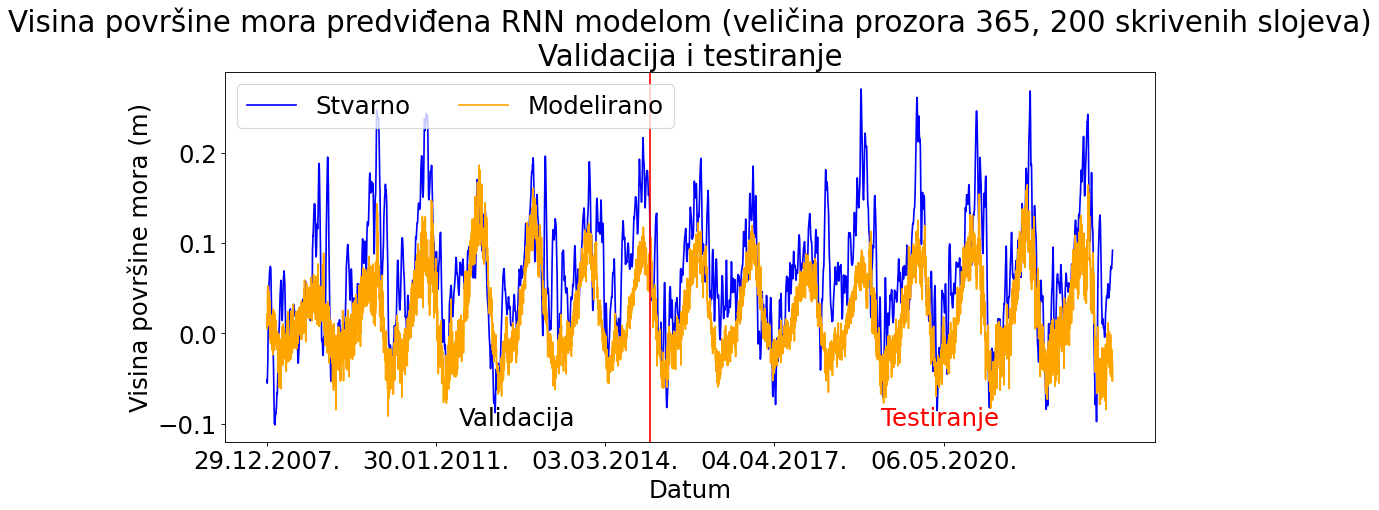 Visina površine mora predviđena RNN modelom (veličina prozora 365, 200 skrivenih slojeva)
Validacija i testiranje
Stvarno
Modelirano
Visina površine mora (m)
0.2
0.1
0.0
−0.1
Validacija
Testiranje
29.12.2007.
30.01.2011.
03.03.2014.
04.04.2017.
06.05.2020.
Datum